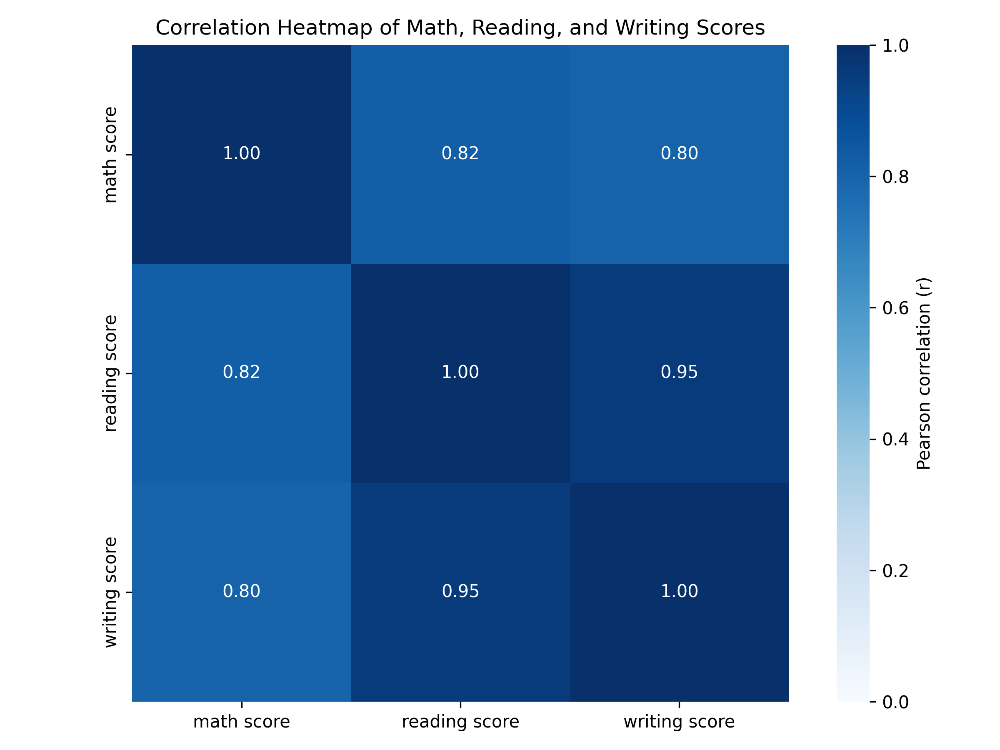 Correlation Heatmap of Math, Reading, and Writing Scores
math score
1.00 0.82 0.80
reading score
0.82 1.00 0.95
writing score
0.80 0.95 1.00
math score reading score writing score
1.0
0.8
0.6
0.4
0.2
0.0
Pearson correlation (r)